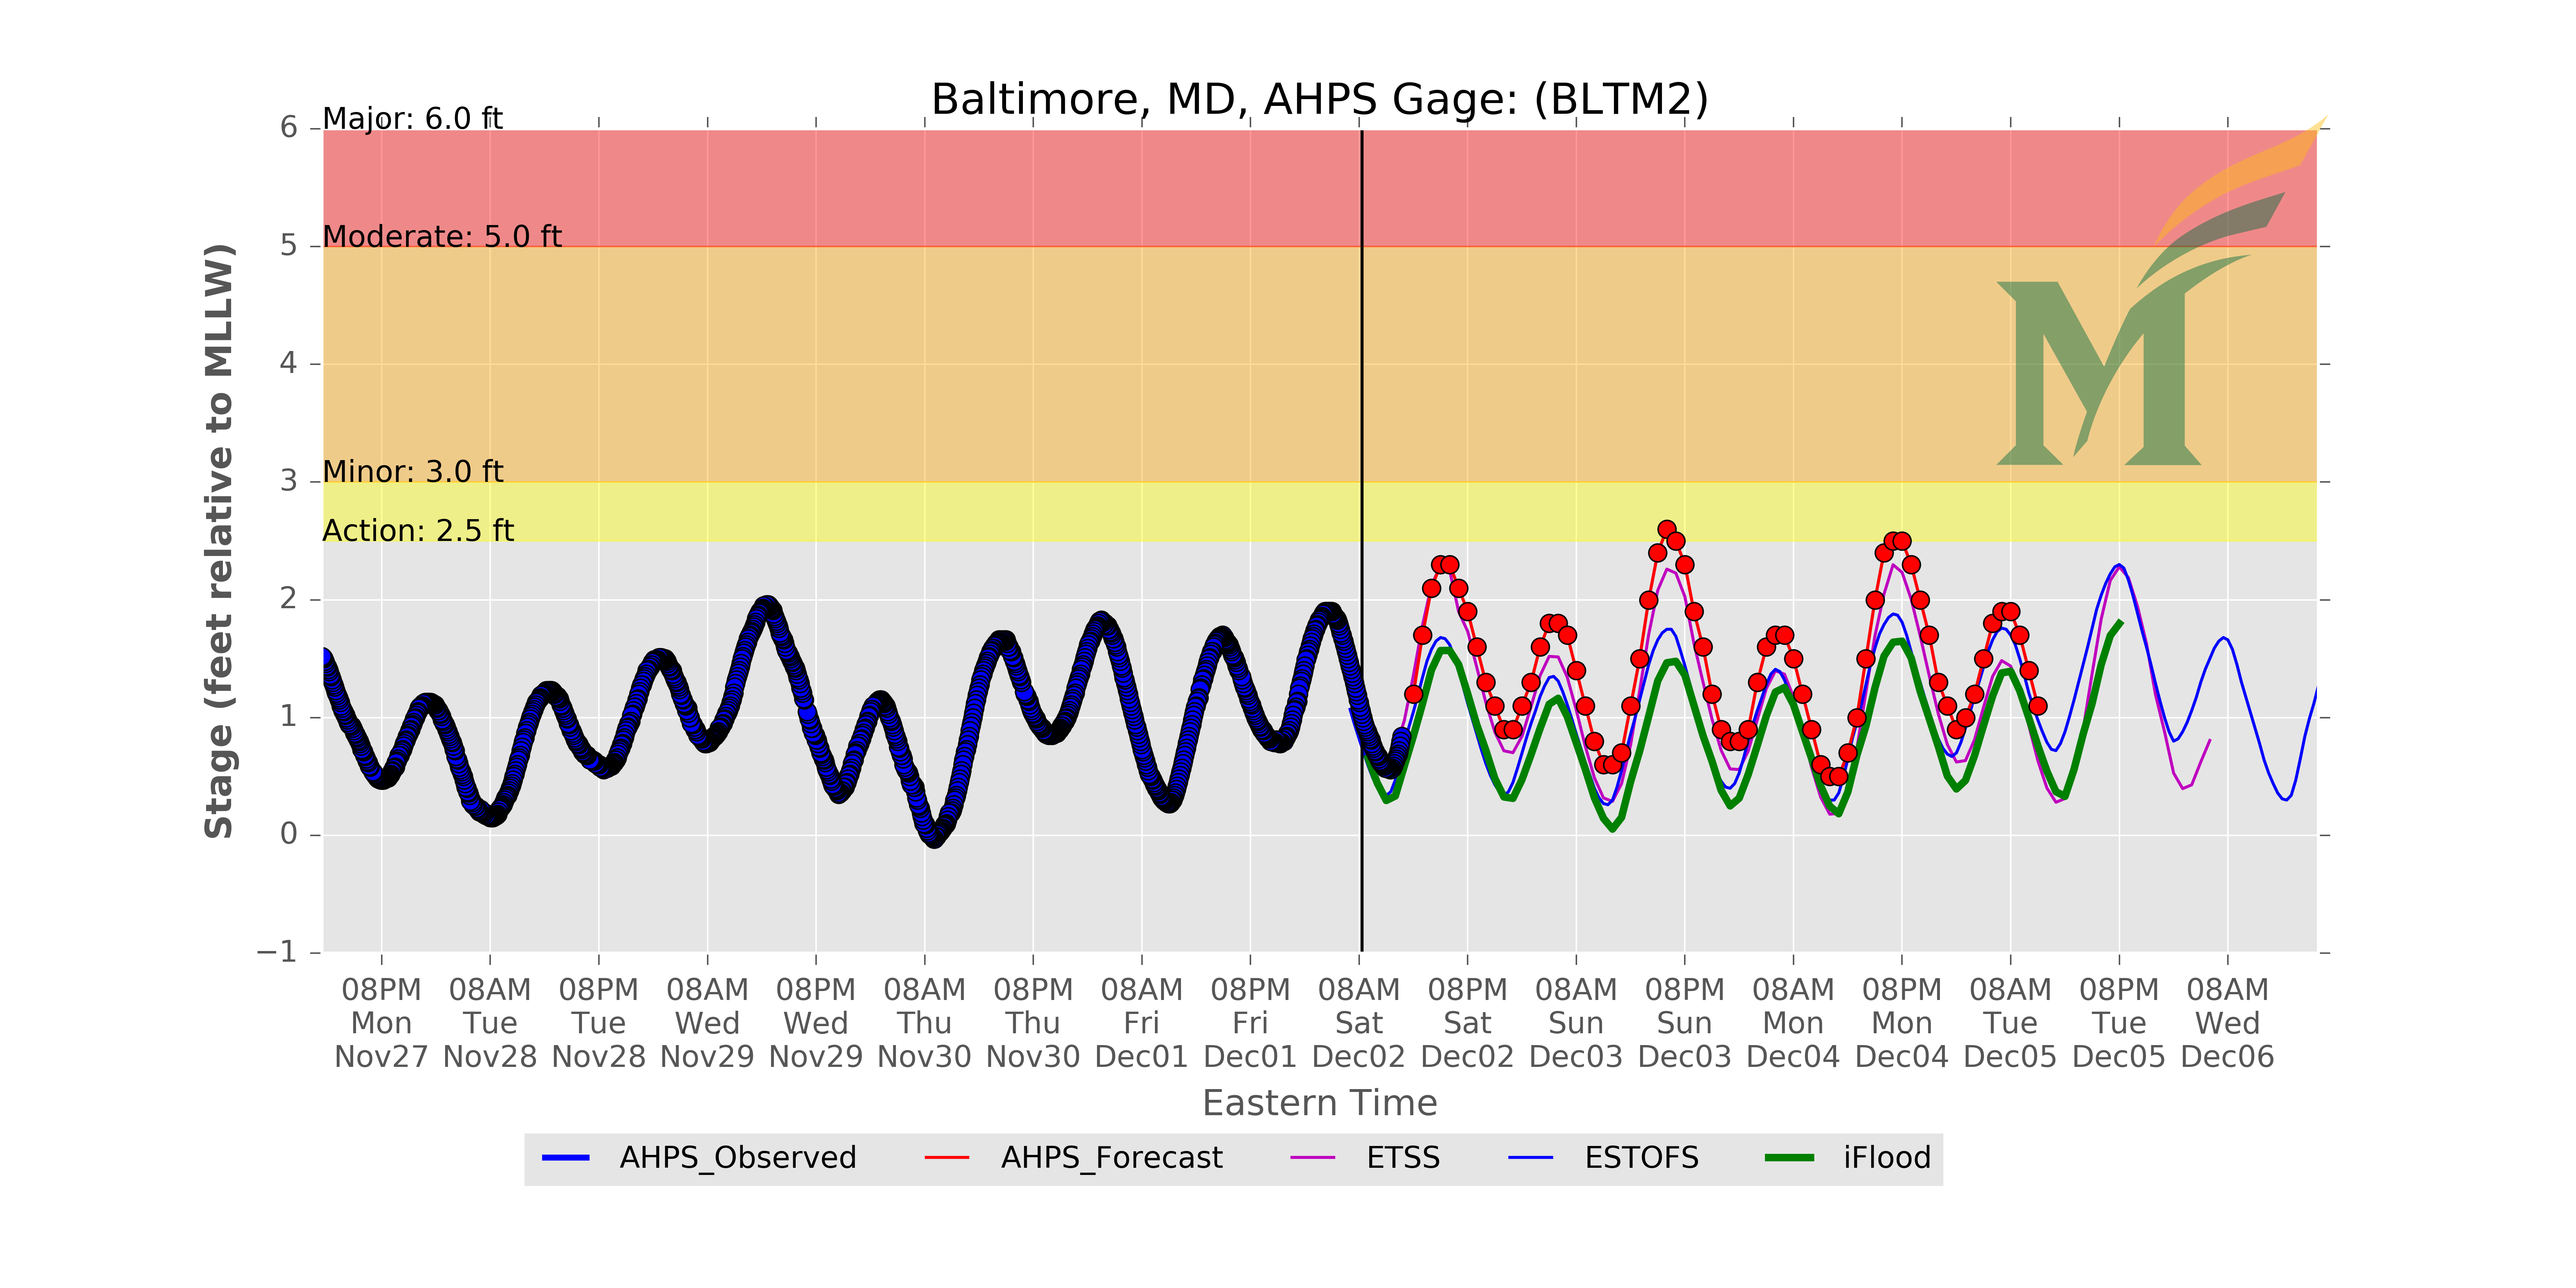 Baltimore, MD, AHPS Gage: (BLTM2)
Stage (feet relative to MLLW)
6
5
4
3
2
1
0
−1
Major: 6.0 ft
Moderate: 5.0 ft
Minor: 3.0 ft
Action: 2.5 ft
M
08PM 08AM 08PM 08AM 08PM 08AM 08PM 08AM 08PM 08AM 08PM 08AM 08PM 08AM 08PM 08AM 08PM 08AM
Mon Tue Tue Wed Wed Thu Thu Fri Fri Sat Sat Sun Sun Mon Mon Tue Tue Wed
Nov27 Nov28 Nov28 Nov29 Nov29 Nov30 Nov30 Dec01 Dec01 Dec02 Dec02 Dec03 Dec03 Dec04 Dec04 Dec05 Dec05 Dec06
Eastern Time
AHPS_Observed AHPS_Forecast ETSS ESTOFS iFlood